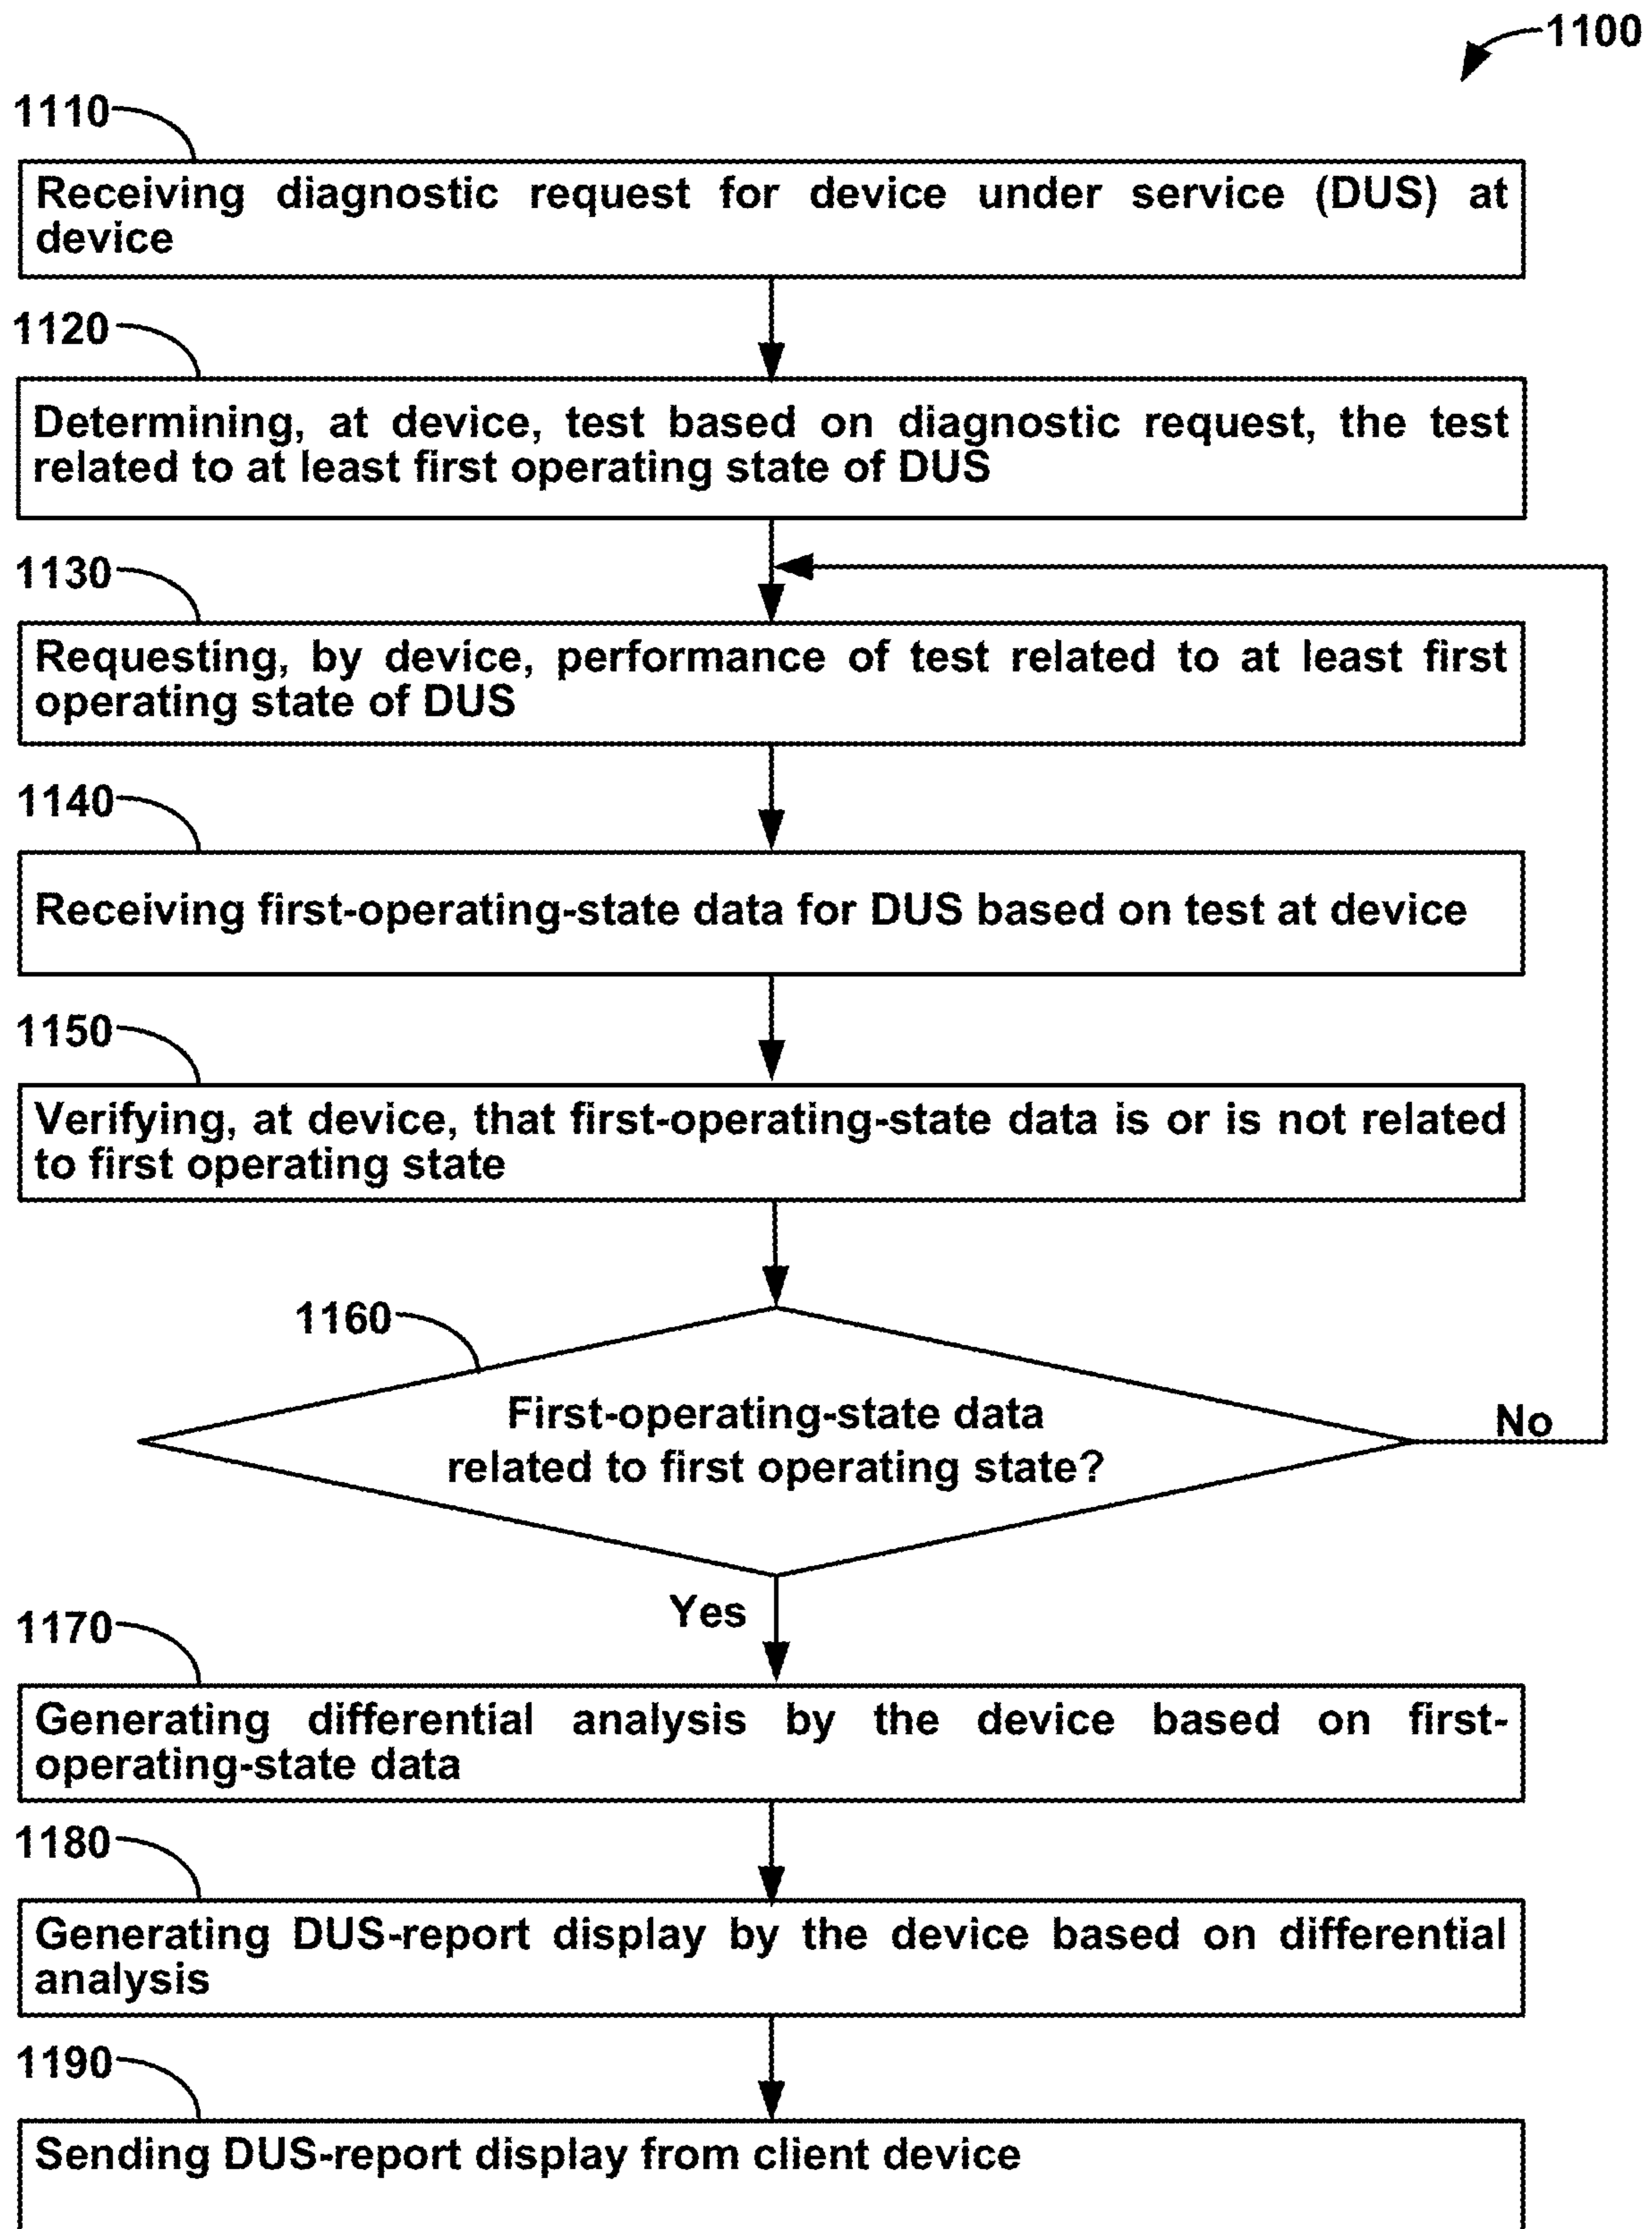 1100
1110
Receiving diagnostic request for device under service (DUS) at
device
1120
Determining, at device, test based on diagnostic request, the test
related to at least first operating state of DUS
1130
Requesting, by device, performance of test related to at least first
operating state of DUS
1140
Receiving first-operating-state data for DUS based on test at device
1150
Verifying, at device, that first-operating-state data is or is not related
to first operating state
1160
First-operating-state data
related to first operating state?
No
Yes
1170
Generating differential analysis by the device based on first-
operating-state data
1180
Generating DUS-report display by the device based on differential
analysis
1190
Sending DUS-report display from client device